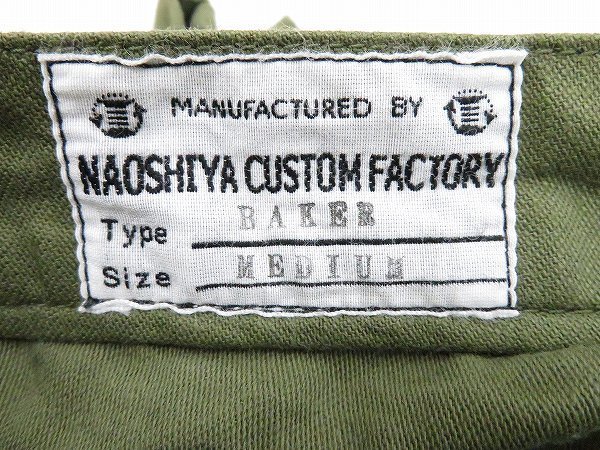 MANUFACTURED BY
NAOSHIYA CUSTOM FACTORY
Type BAKER
Size MEDIUM